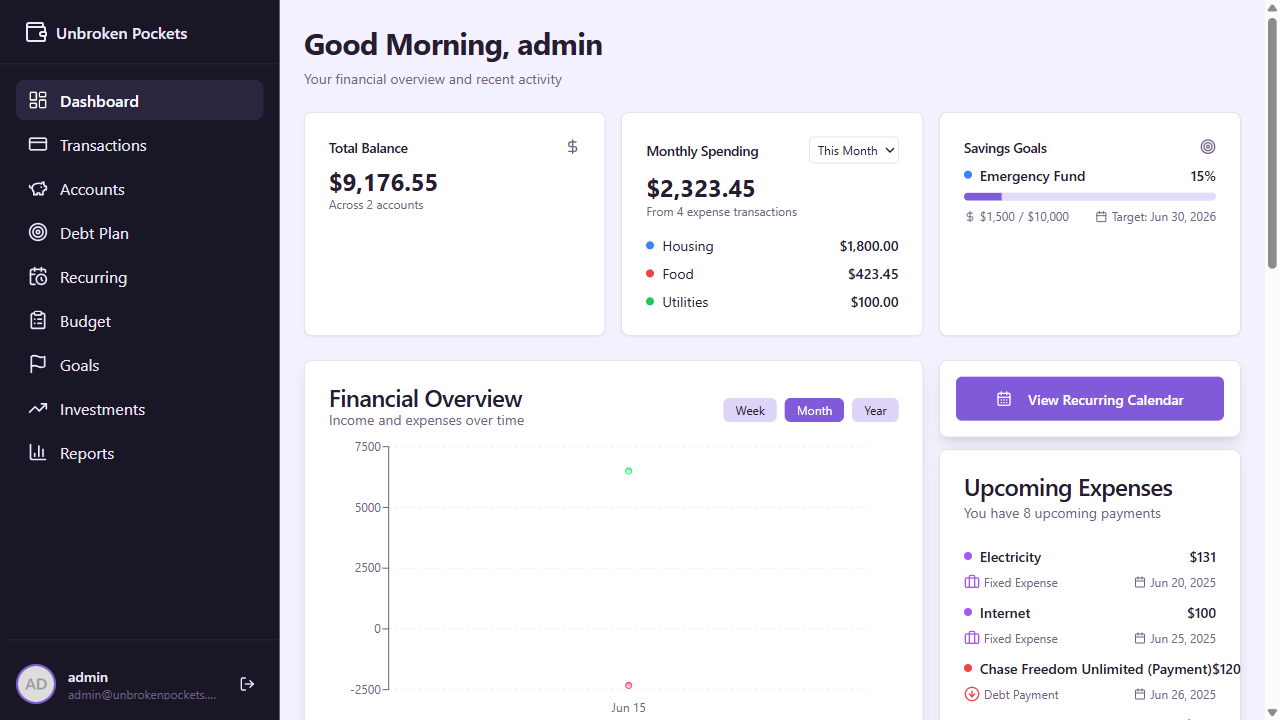 Unbroken Pockets
Dashboard
Transactions
Accounts
Debt Plan
Recurring
Budget
Goals
Investments
Reports
AD
admin
admin@unbrokenpockets....
Good Morning, admin
Your financial overview and recent activity
Total Balance
$9,176.55
Across 2 accounts
Monthly Spending
This Month
$2,323.45
From 4 expense transactions
Housing $1,800.00
Food $423.45
Utilities $100.00
Savings Goals
Emergency Fund 15%
$1,500 / $10,000 Target: Jun 30, 2026
Financial Overview
Income and expenses over time
Week Month Year
7500
5000
2500
0
-2500
Jun 15
View Recurring Calendar
Upcoming Expenses
You have 8 upcoming payments
Electricity $131
Fixed Expense Jun 20, 2025
Internet $100
Fixed Expense Jun 25, 2025
Chase Freedom Unlimited (Payment)$120
Debt Payment Jun 26, 2025